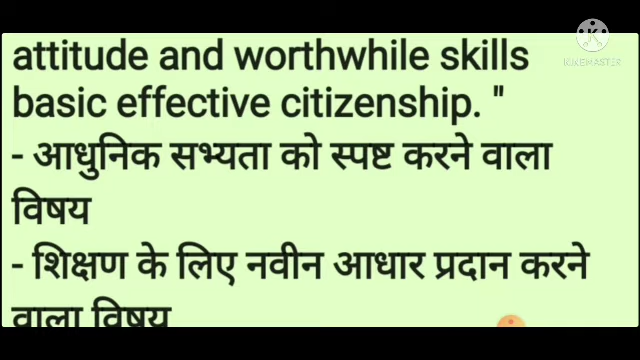 attitude and worthwhile skills
KINEMASTER
basic effective citizenship. "
- आधुनिक सभ्यता को स्पष्ट करने वाला
विषय
- शिक्षण के लिए नवीन आधार प्रदान करने
वाला विषय